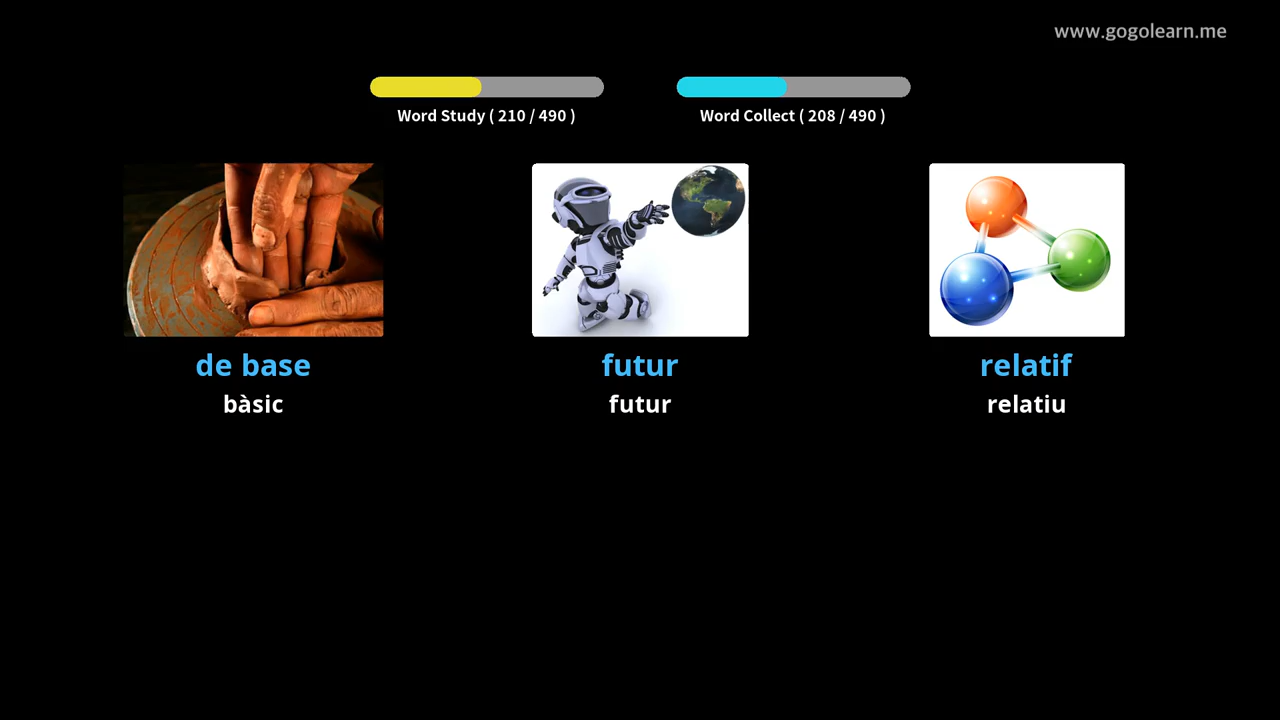 www.gogolearn.me
Word Study ( 210 / 490 )
Word Collect ( 208 / 490 )
de base
bàsic
futur
futur
relatif
relatiu